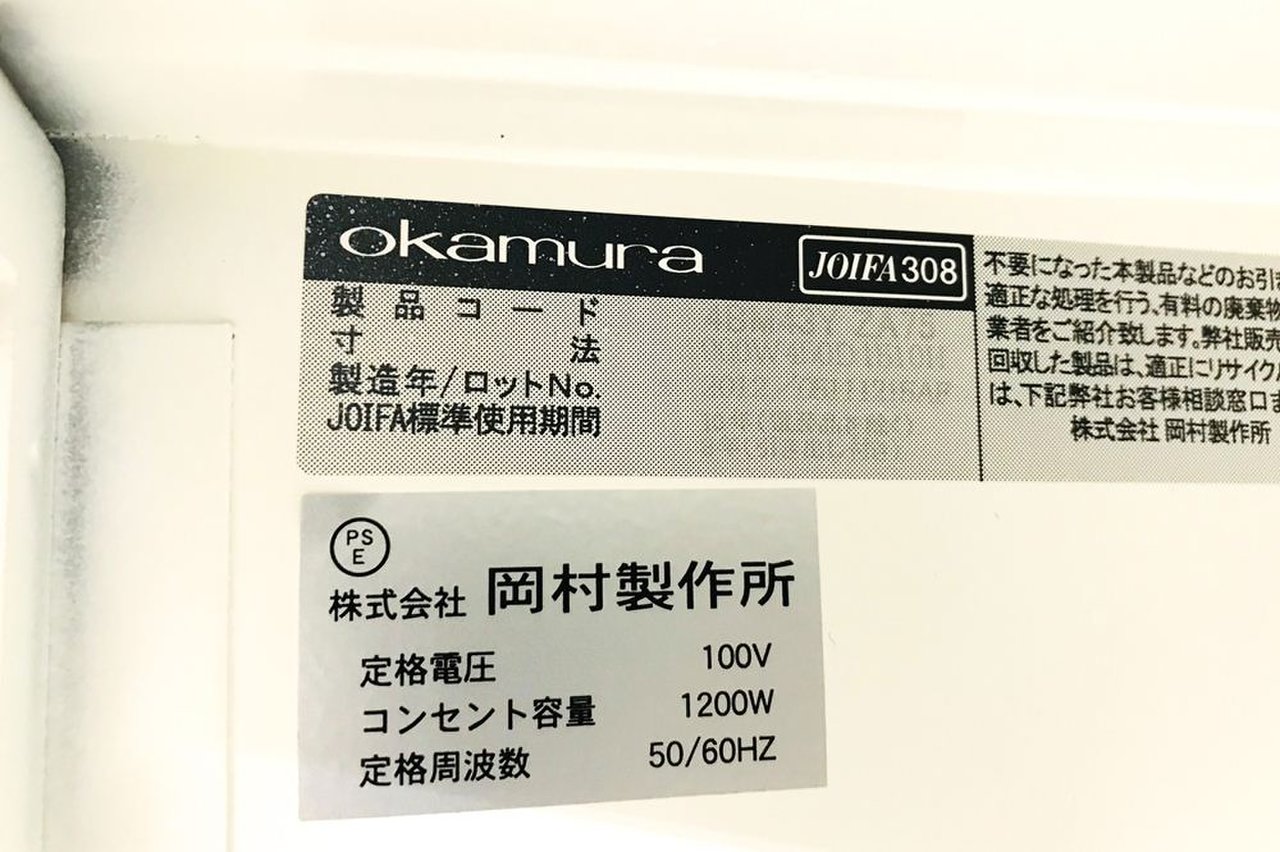 okamura
JOIFA308
製品コード
寸法
製造年/ロットNo.
JOIFA標準使用期間
不要になった本製品などのお引き
適正な処理を行う、有料の廃棄物
業者をご紹介致します。弊社販売
回収した製品は、適正にリサイクル
は、下記弊社お客様相談窓口ま
株式会社 岡村製作所
PS
E
株式会社 岡村製作所
定格電圧 100V
コンセント容量 1200W
定格周波数 50/60HZ